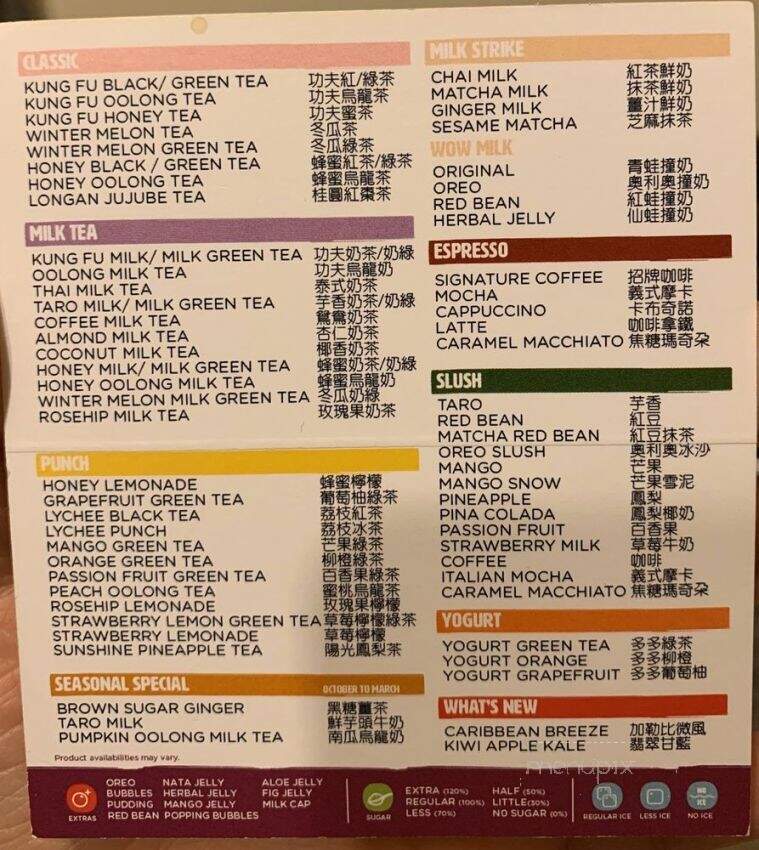 CLASSIC
KUNG FU BLACK/ GREEN TEA 功夫紅/綠茶
KUNG FU OOLONG TEA 功夫烏龍茶
KUNG FU HONEY TEA 功夫蜜茶
WINTER MELON TEA 冬瓜茶
WINTER MELON GREEN TEA 冬瓜綠茶
HONEY BLACK / GREEN TEA 蜂蜜紅茶/綠茶
HONEY OOLONG TEA 蜂蜜烏龍茶
LONGAN JUJUBE TEA 桂圓紅棗茶
MILK TEA
KUNG FU MILK/ MILK GREEN TEA 功夫奶茶/奶綠
OOLONG MILK TEA 功夫烏龍奶
THAI MILK TEA 泰式奶茶
TARO MILK/ MILK GREEN TEA 芋香奶茶/奶綠
COFFEE MILK TEA 鴛鴦奶茶
ALMOND MILK TEA 杏仁奶茶
COCONUT MILK TEA 椰香奶茶
HONEY MILK/ MILK GREEN TEA 蜂蜜奶茶/奶綠
HONEY OOLONG MILK TEA 蜂蜜烏龍奶
WINTER MELON MILK GREEN TEA 冬瓜奶綠
ROSEHIP MILK TEA 玫瑰果奶茶
PUNCH
HONEY LEMONADE 蜂蜜檸檬
GRAPEFRUIT GREEN TEA 葡萄柚綠茶
LYCHEE BLACK TEA 荔枝紅茶
LYCHEE PUNCH 荔枝冰茶
MANGO GREEN TEA 芒果綠茶
ORANGE GREEN TEA 柳橙綠茶
PASSION FRUIT GREEN TEA 百香果綠茶
PEACH OOLONG TEA 蜜桃烏龍茶
ROSEHIP LEMONADE 玫瑰果檸檬
STRAWBERRY LEMON GREEN TEA 草莓檸檬綠茶
STRAWBERRY LEMONADE 草莓檸檬
SUNSHINE PINEAPPLE TEA 陽光鳳梨茶
SEASONAL SPECIAL OCTOBER TO MARCH
BROWN SUGAR GINGER 黑糖薑茶
TARO MILK 鮮芋頭牛奶
PUMPKIN OOLONG MILK TEA 南瓜烏龍奶
Product availabilities may vary.
MILK STRIKE
CHAI MILK 紅茶鮮奶
MATCHA MILK 抹茶鮮奶
GINGER MILK 薑汁鮮奶
SESAME MATCHA 芝麻抹茶
WOW MILK
ORIGINAL 青蛙撞奶
OREO 奧利奧撞奶
RED BEAN 紅蛙撞奶
HERBAL JELLY 仙蛙撞奶
ESPRESSO
SIGNATURE COFFEE 招牌咖啡
MOCHA 義式摩卡
CAPPUCCINO 卡布奇諾
LATTE 咖啡拿鐵
CARAMEL MACCHIATO 焦糖瑪奇朵
SLUSH
TARO 芋香
RED BEAN 紅豆
MATCHA RED BEAN 紅豆抹茶
OREO SLUSH 奧利奧冰沙
MANGO 芒果
MANGO SNOW 芒果雪泥
PINEAPPLE 鳳梨
PINA COLADA 鳳梨椰奶
PASSION FRUIT 百香果
STRAWBERRY MILK 草莓牛奶
COFFEE 咖啡
ITALIAN MOCHA 義式摩卡
CARAMEL MACCHIATO 焦糖瑪奇朵
YOGURT
YOGURT GREEN TEA 多多綠茶
YOGURT ORANGE 多多柳橙
YOGURT GRAPEFRUIT 多多葡萄柚
WHAT'S NEW
CARIBBEAN BREEZE 加勒比微風
KIWI APPLE KALE 翡翠甘藍
menupix
EXTRAS
OREO NATA JELLY ALOE JELLY
BUBBLES HERBAL JELLY FIG JELLY
PUDDING MANGO JELLY MILK CAP
RED BEAN POPPING BUBBLES
SUGAR
EXTRA (120%) HALF (50%)
REGULAR (100%) LITTLE(30%)
LESS (70%) NO SUGAR (0%)
NO ICE
REGULAR ICE LESS ICE NO ICE